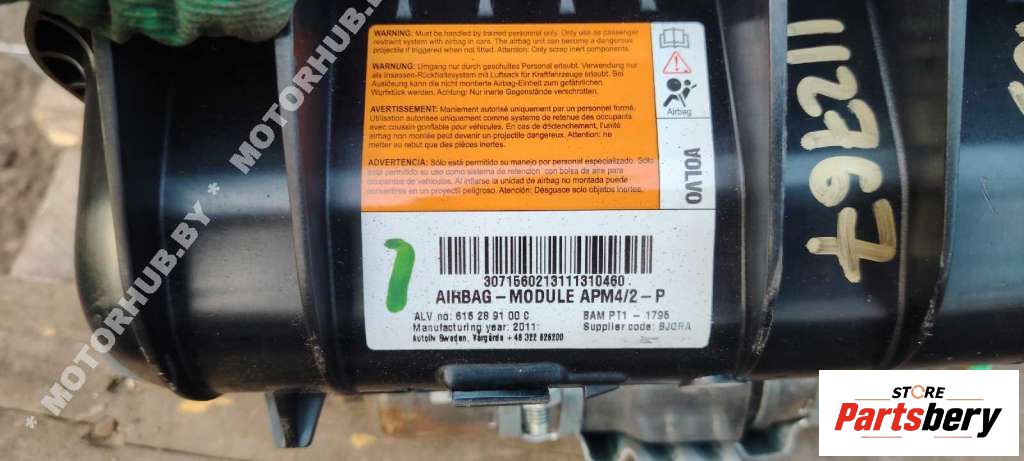 WARNING: Must be handled by trained personnel only. Only use as passenger
restraint system with airbag in cars. The airbag unit can become a dangerous
projectile if triggered when not fitted. Attention: Only scrap inert components.
WARNUNG: Umgang nur durch geschultes Personal erlaubt. Verwendung nur
als Insassen-Rückhaltesystem mit Luftsack für Kraftfahrzeuge erlaubt. Bei
Auslösung kann die nicht montierte Airbag-Einheit zum gefährlichen
Wurfstück werden. Achtung: Nur inerte Gegenstände verschrotten.
AVERTISSEMENT: Maniement autorisé uniquement par un personnel formé.
Utilisation autorisée uniquement comme système de retenue des occupants
avec coussin gonflable pour véhicules. En cas de déclenchement, l'unité
airbag non montée peut devenir un projectile dangereux. Attention: ne
mettre au rebut que des pièces inertes.
ADVERTENCIA: Sólo está permitido su manejo por personal especializado. Sólo está
permitido su uso como sistema de retención con bolsa de aire para
ocupantes de vehículos. Al inflarse la unidad de airbag no montada puede
convertirse en un proyectil peligroso. Atención: Desguace solo objetos inertes.
Airbag
VOLVO
1
3071560213111310460
AIRBAG-MODULE APM4/2-P
ALV no: 616 28 91 00 C
BAM PT1 - 1796
Manufacturing year: 2011
Supplier code: BJQRA
Autoliv Sweden, Vårgårda +46 322 626200
112767
* MOTORHUB.BY * MOTORHUB.BY
STORE
Partsbery